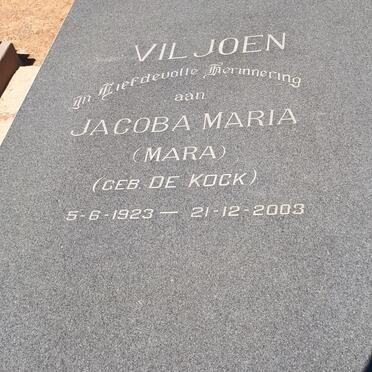 VILJOEN
In Liefdevolle Herinnering
aan
JACOBA MARIA
(MARA)
(GEB. DE KOCK)
5-6-1923 — 21-12-2003